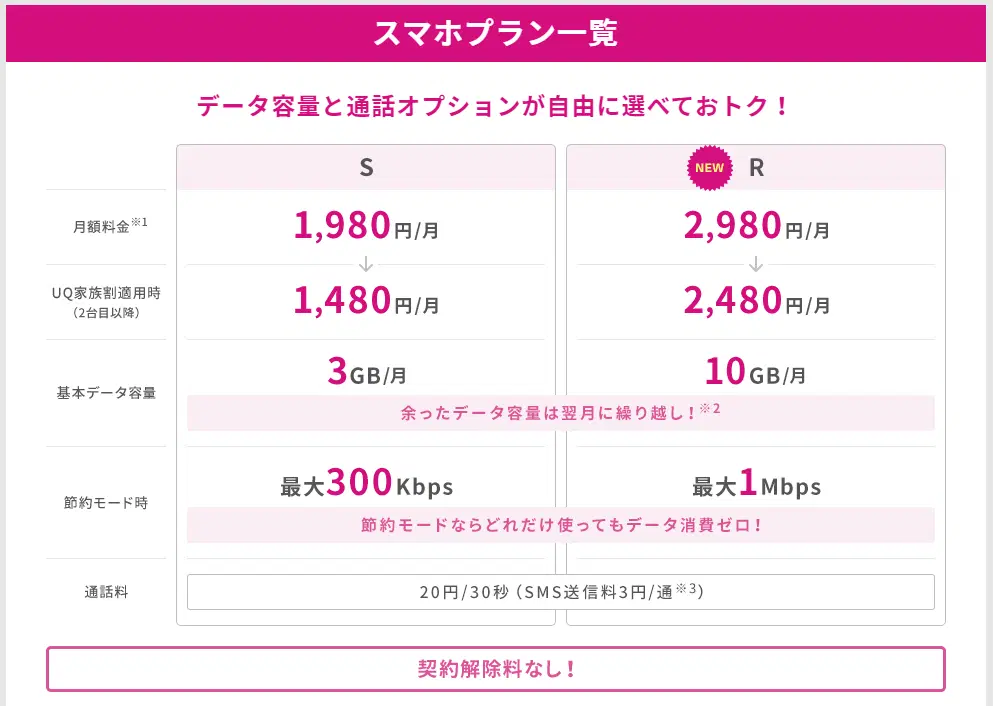 スマホプラン一覧
データ容量と通話オプションが自由に選べておトク！
S
NEW R
月額料金※1
1,980円/月
2,980円/月
UQ家族割適用時
（2台目以降）
1,480円/月
2,480円/月
基本データ容量
3GB/月
10GB/月
余ったデータ容量は翌月に繰り越し！※2
節約モード時
最大300Kbps
最大1Mbps
節約モードならどれだけ使ってもデータ消費ゼロ！
通話料
20円/30秒（SMS送信料3円/通※3）
契約解除料なし！